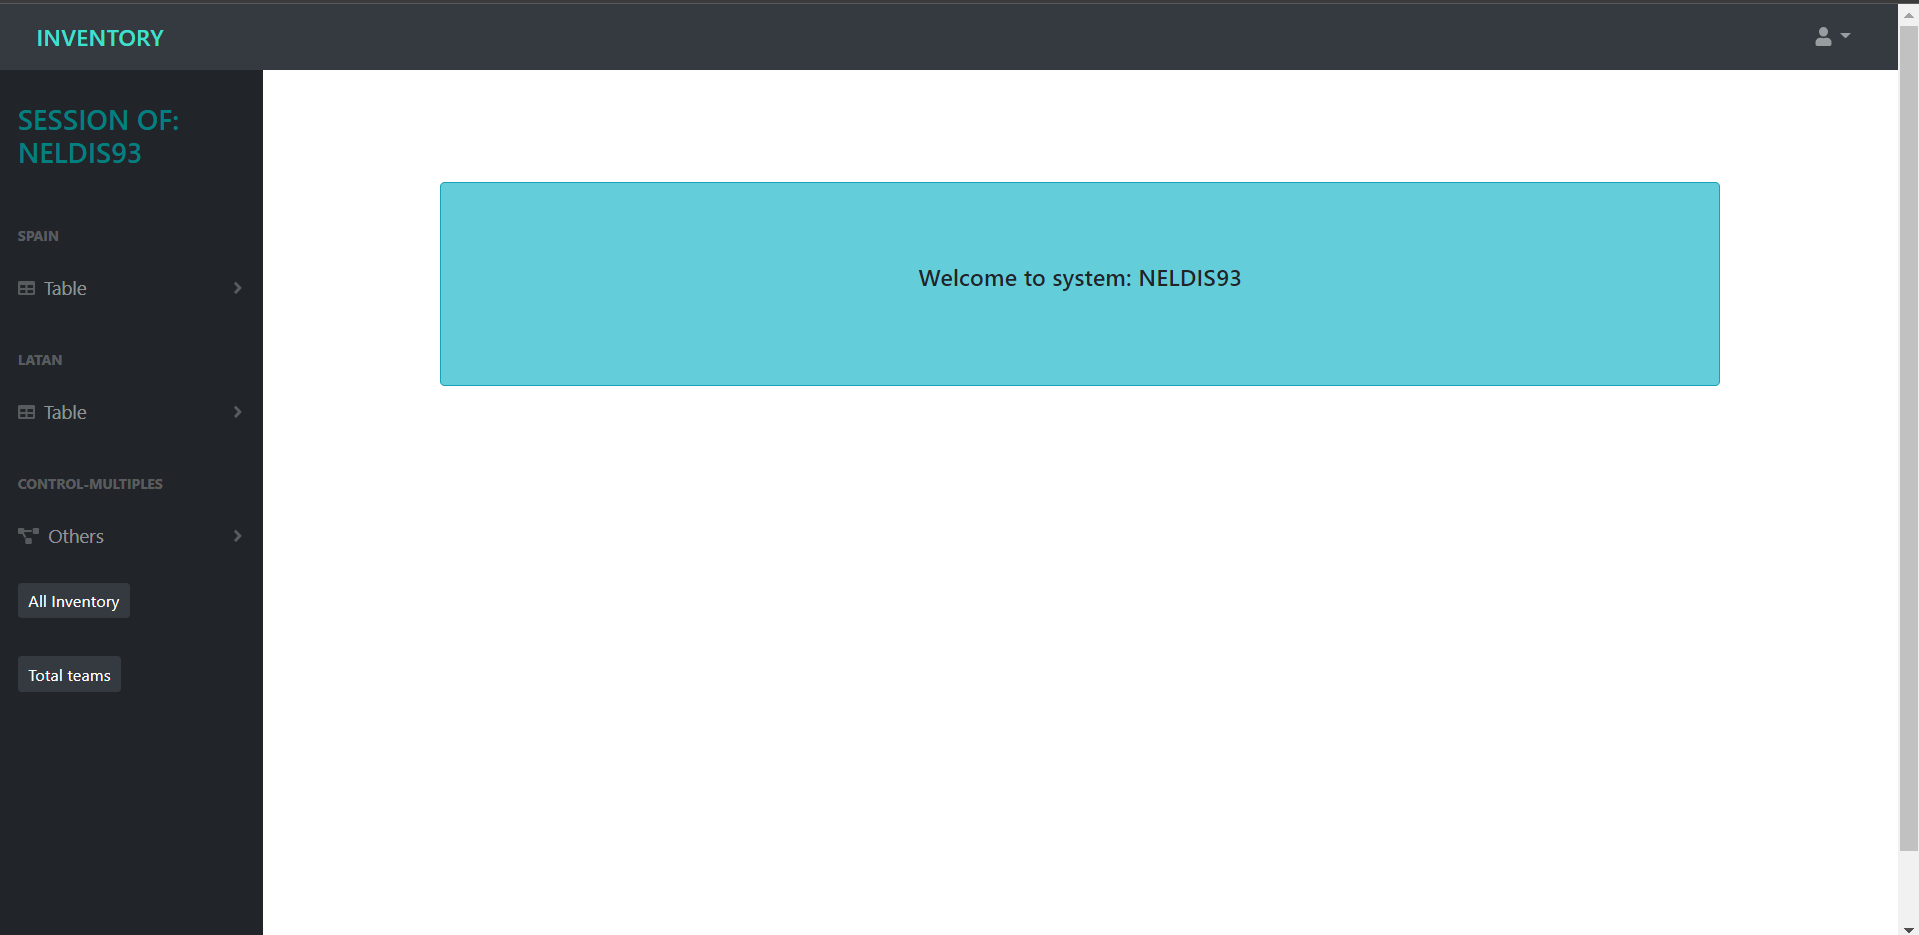 INVENTORY
SESSION OF:
NELDIS93
SPAIN
Table
LATAN
Table
CONTROL-MULTIPLES
Others
All Inventory
Total teams
Welcome to system: NELDIS93